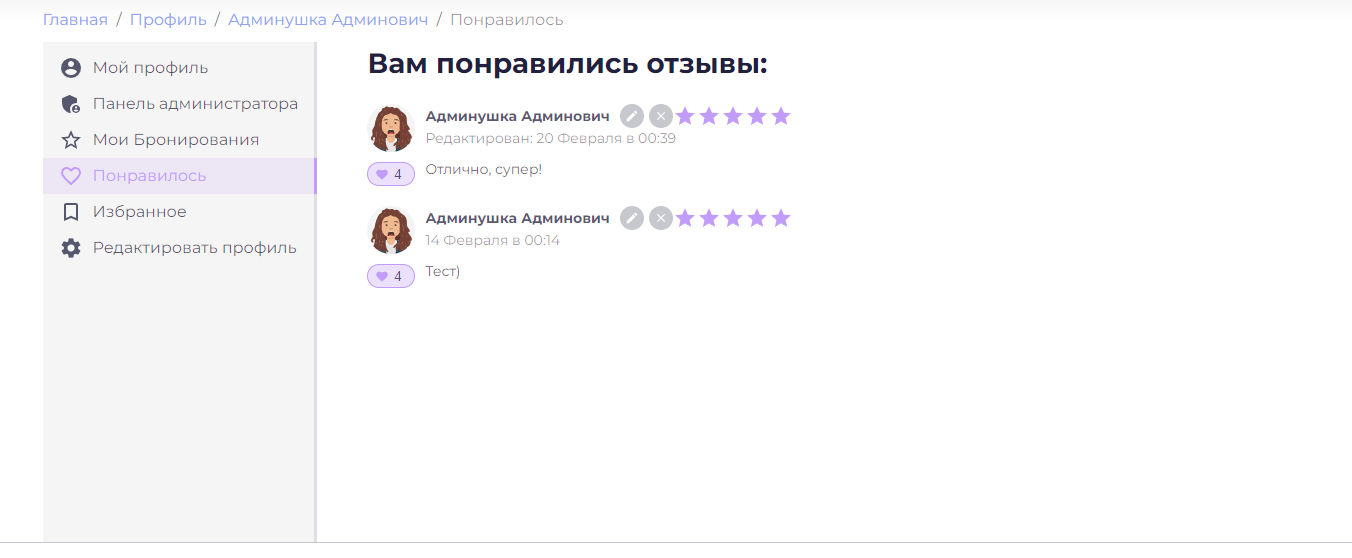 Главная / Профиль / Админушка Админович / Понравилось
Мой профиль
Панель администратора
Мои Бронирования
Понравилось
Избранное
Редактировать профиль
Вам понравились отзывы:
Админушка Админович
Редактирован: 20 Февраля в 00:39
4
Отлично, супер!
Админушка Админович
14 Февраля в 00:14
4
Тест)